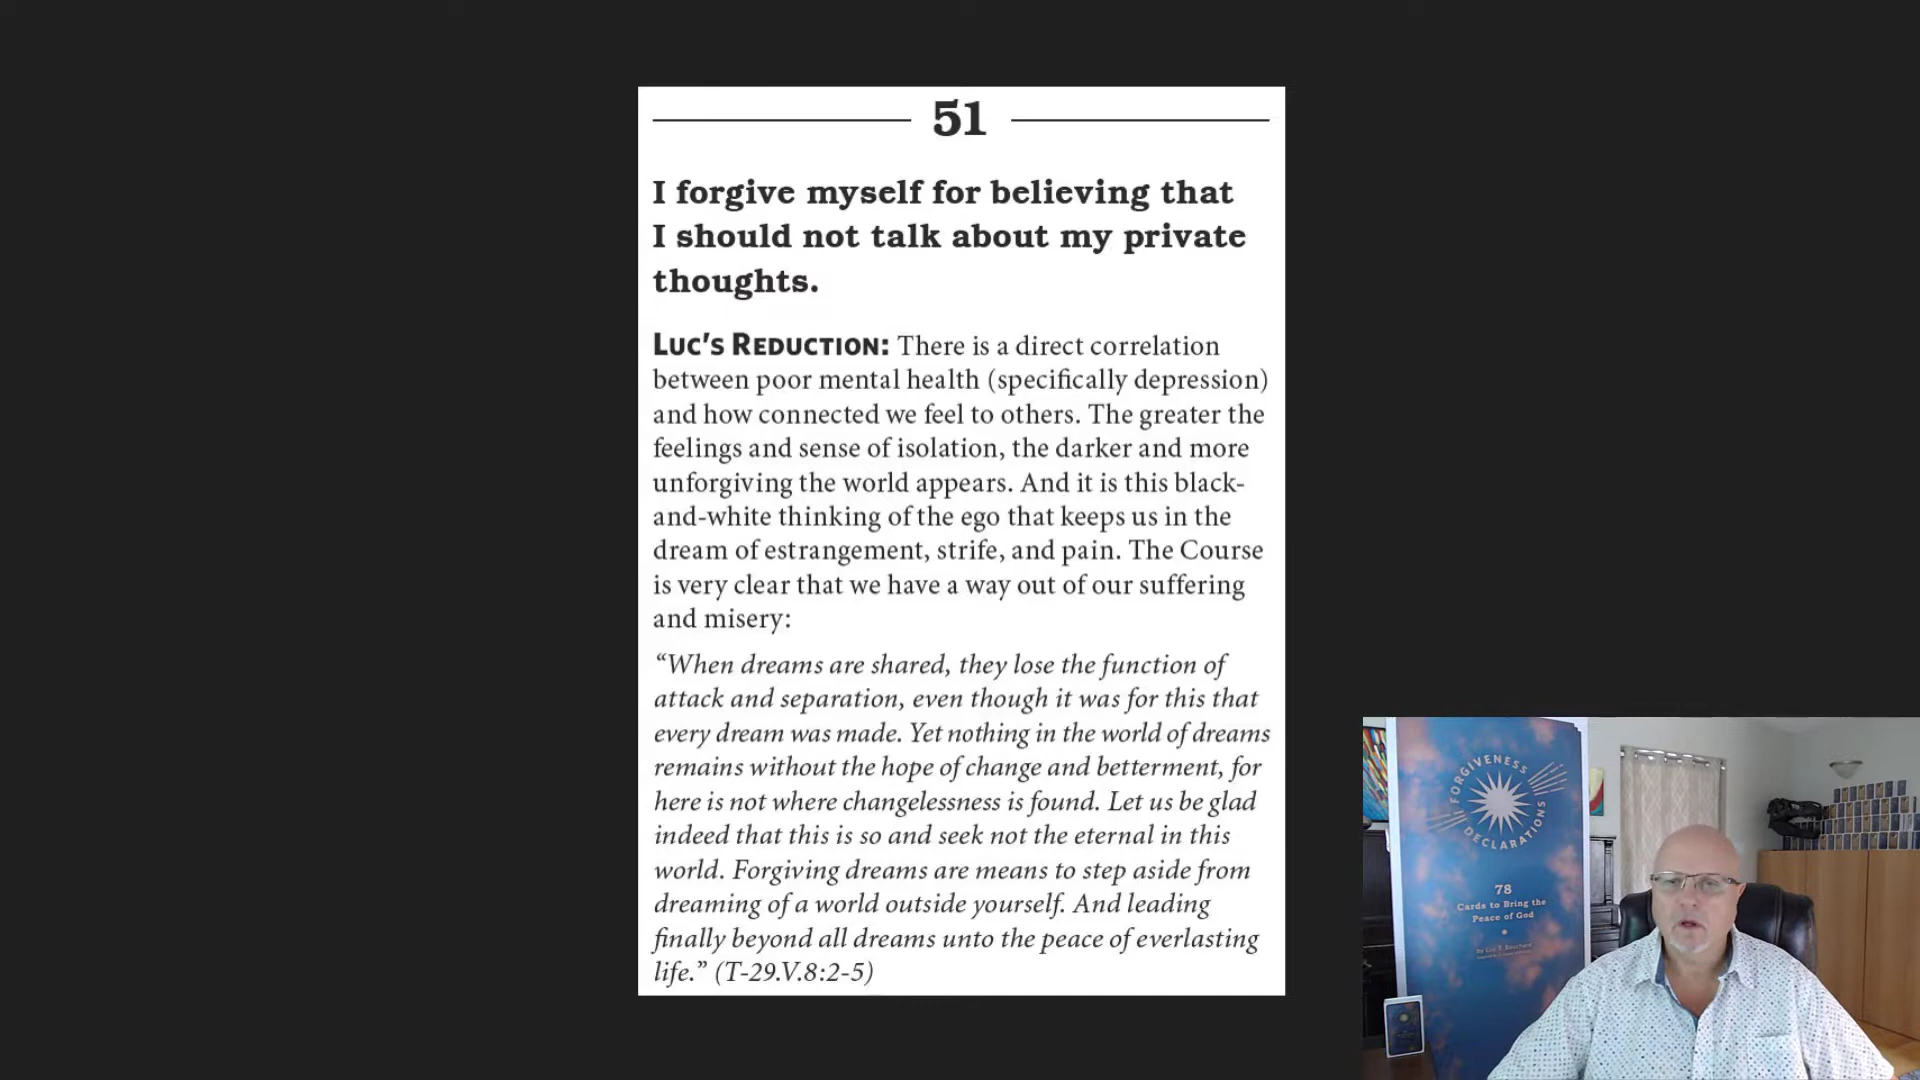 51
I forgive myself for believing that
I should not talk about my private
thoughts.
LUC'S REDUCTION: There is a direct correlation
between poor mental health (specifically depression)
and how connected we feel to others. The greater the
feelings and sense of isolation, the darker and more
unforgiving the world appears. And it is this black-
and-white thinking of the ego that keeps us in the
dream of estrangement, strife, and pain. The Course
is very clear that we have a way out of our suffering
and misery:
“When dreams are shared, they lose the function of
attack and separation, even though it was for this that
every dream was made. Yet nothing in the world of dreams
remains without the hope of change and betterment, for
here is not where changelessness is found. Let us be glad
indeed that this is so and seek not the eternal in this
world. Forgiving dreams are means to step aside from
dreaming of a world outside yourself. And leading
finally beyond all dreams unto the peace of everlasting
life.” (T-29.V.8:2-5)
FORGIVENESS
DECLARATIONS
78
Cards to Bring the
Peace of God